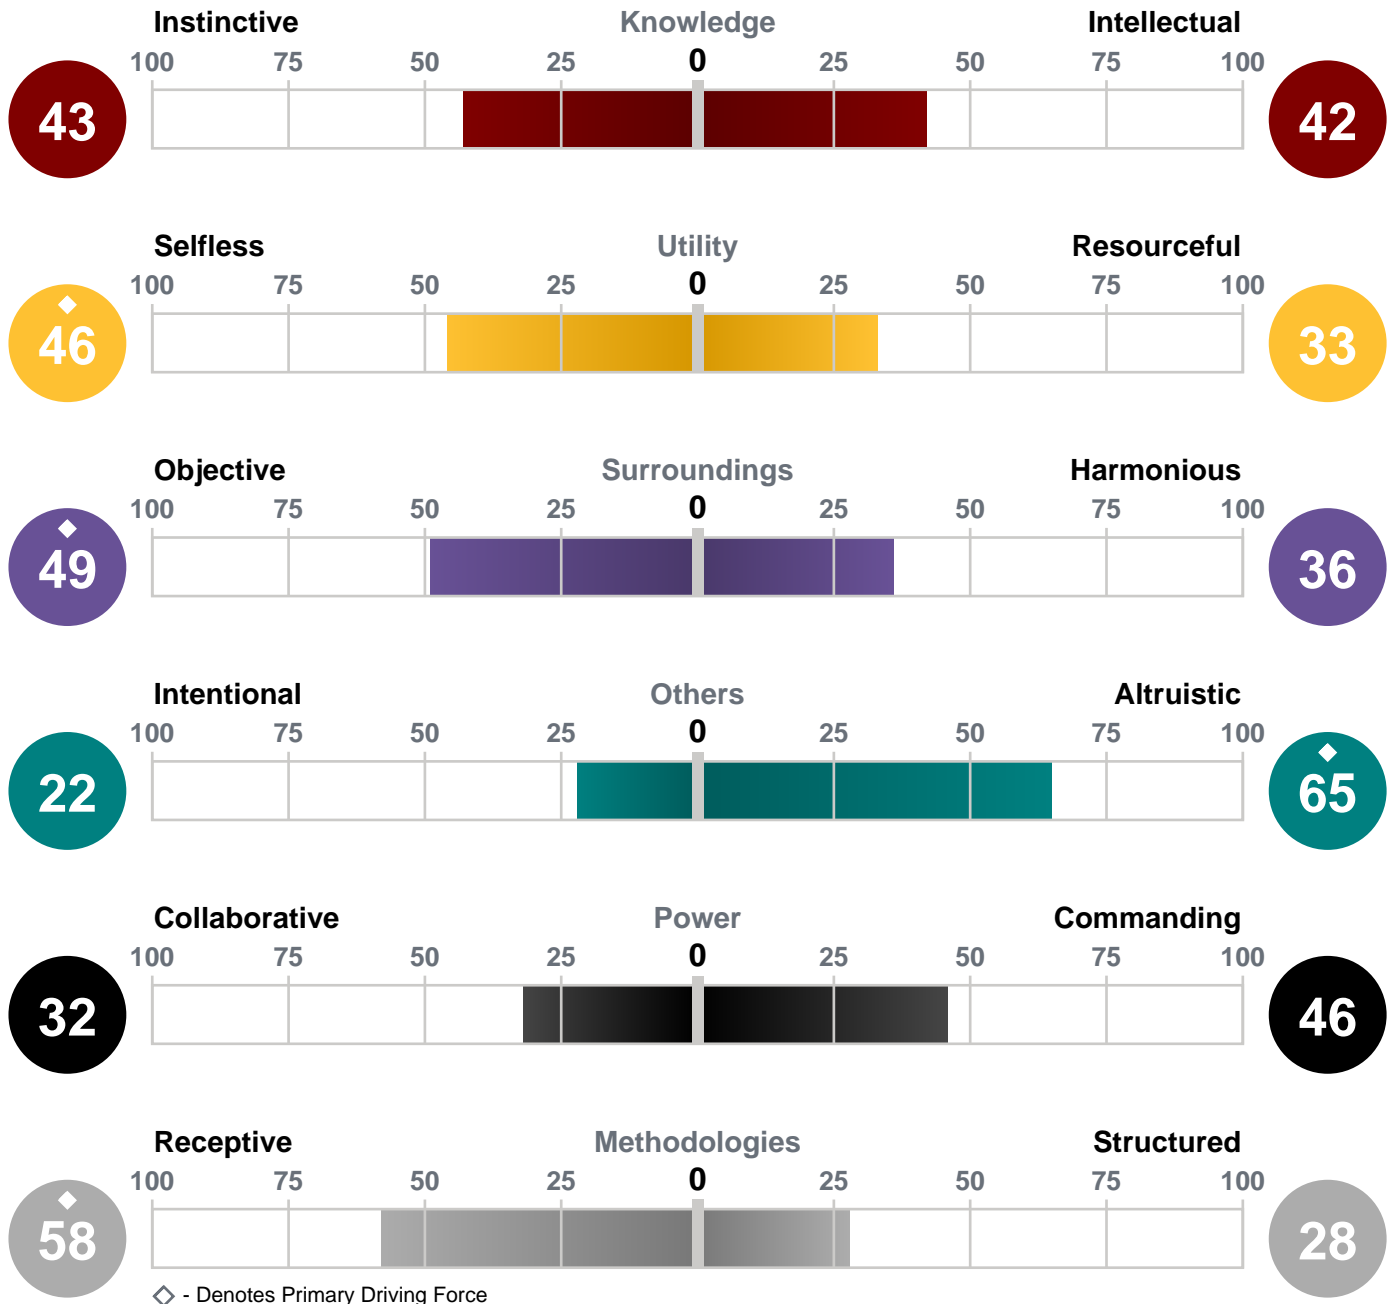 Instinctive Knowledge Intellectual
100 75 50 25 0 25 50 75 100
43 42
Selfless Utility Resourceful
100 75 50 25 0 25 50 75 100
46 33
Objective Surroundings Harmonious
100 75 50 25 0 25 50 75 100
49 36
Intentional Others Altruistic
100 75 50 25 0 25 50 75 100
22 65
Collaborative Power Commanding
100 75 50 25 0 25 50 75 100
32 46
Receptive Methodologies Structured
100 75 50 25 0 25 50 75 100
58 28
- Denotes Primary Driving Force